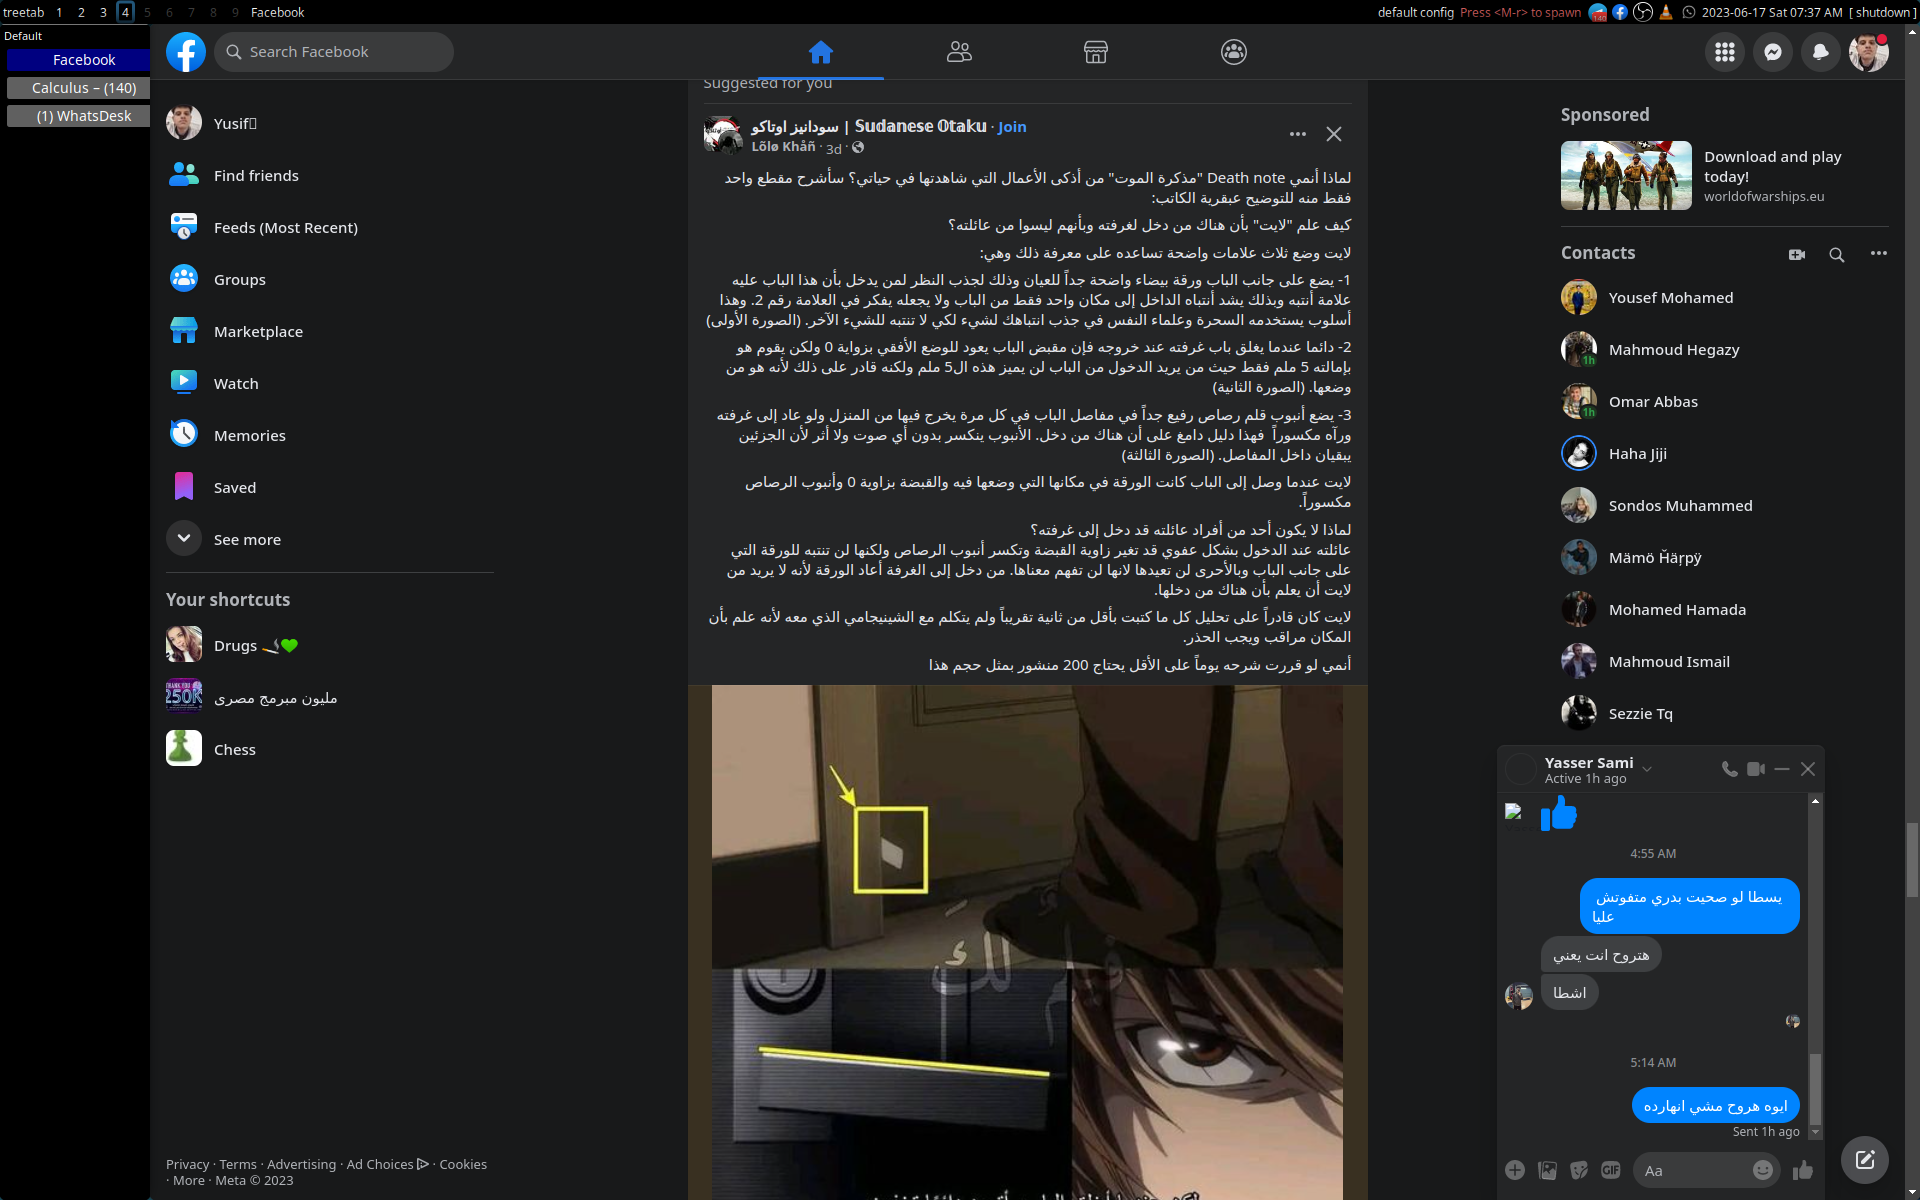 treetab 1 2 3 4 5 6 7 8 9 Facebook
default config Press <M-r> to spawn
2023-06-17 Sat 07:37 AM [ shutdown ]
Default
Facebook
Calculus – (140)
(1) WhatsDesk
Search Facebook
Yusif
Find friends
Feeds (Most Recent)
Groups
Marketplace
Watch
Memories
Saved
See more
Your shortcuts
Drugs
مليون مبرمج مصرى
Chess
Privacy · Terms · Advertising · Ad Choices · Cookies
· More · Meta © 2023
Suggested for you
سودانيز اوتاكو | Sudanese Otaku · Join
Lõlø Khåñ · 3d ·
لماذا أنمي Death note "مذكرة الموت" من أذكى الأعمال التي شاهدتها في حياتي؟ سأشرح مقطع واحد
فقط منه للتوضيح عبقرية الكاتب:
كيف علم "لايت" بأن هناك من دخل لغرفته وبأنهم ليسوا من عائلته؟
لايت وضع ثلاث علامات واضحة تساعده على معرفة ذلك وهي:
1- يضع على جانب الباب ورقة بيضاء واضحة جداً للعيان وذلك لجذب النظر لمن يدخل بأن هذا الباب عليه
علامة أنتبه وبذلك يشد أنتباه الداخل إلى مكان واحد فقط من الباب ولا يجعله يفكر في العلامة رقم 2. وهذا
أسلوب يستخدمه السحرة وعلماء النفس في جذب انتباهك لشيء لكي لا تنتبه للشيء الآخر. (الصورة الأولى)
2- دائما عندما يغلق باب غرفته عند خروجه فإن مقبض الباب يعود للوضع الأفقي بزواية 0 ولكن يقوم هو
بإمالته 5 ملم فقط حيث من يريد الدخول من الباب لن يميز هذه ال5 ملم ولكنه قادر على ذلك لأنه هو من
وضعها. (الصورة الثانية)
3- يضع أنبوب قلم رصاص رفيع جداً في مفاصل الباب في كل مرة يخرج فيها من المنزل ولو عاد إلى غرفته
ورآه مكسوراً فهذا دليل دامغ على أن هناك من دخل. الأنبوب ينكسر بدون أي صوت ولا أثر لأن الجزئين
يبقيان داخل المفاصل. (الصورة الثالثة)
لايت عندما وصل إلى الباب كانت الورقة في مكانها التي وضعها فيه والقبضة بزاوية 0 وأنبوب الرصاص
مكسوراً.
لماذا لا يكون أحد من أفراد عائلته قد دخل إلى غرفته؟
عائلته عند الدخول بشكل عفوي قد تغير زاوية القبضة وتكسر أنبوب الرصاص ولكنها لن تنتبه للورقة التي
على جانب الباب وبالأحرى لن تعيدها لانها لن تفهم معناها. من دخل إلى الغرفة أعاد الورقة لأنه لا يريد من
لايت أن يعلم بأن هناك من دخلها.
لايت كان قادراً على تحليل كل ما كتبت بأقل من ثانية تقريباً ولم يتكلم مع الشينيجامي الذي معه لأنه علم بأن
المكان مراقب ويجب الحذر.
أنمي لو قررت شرحه يوماً على الأقل يحتاج 200 منشور بمثل حجم هذا
Sponsored
Download and play
today!
worldofwarships.eu
Contacts
Yousef Mohamed
Mahmoud Hegazy
1h
Omar Abbas
1h
Haha Jiji
Sondos Muhammed
Mämö Ȟäŗpÿ
Mohamed Hamada
Mahmoud Ismail
Sezzie Tq
Yasser Sami
Active 1h ago
4:55 AM
يسطا لو صحيت بدري متفوتش
عليا
هتروح انت يعني
اشطا
5:14 AM
ايوه هروح مشي انهارده
Sent 1h ago
GIF
Aa